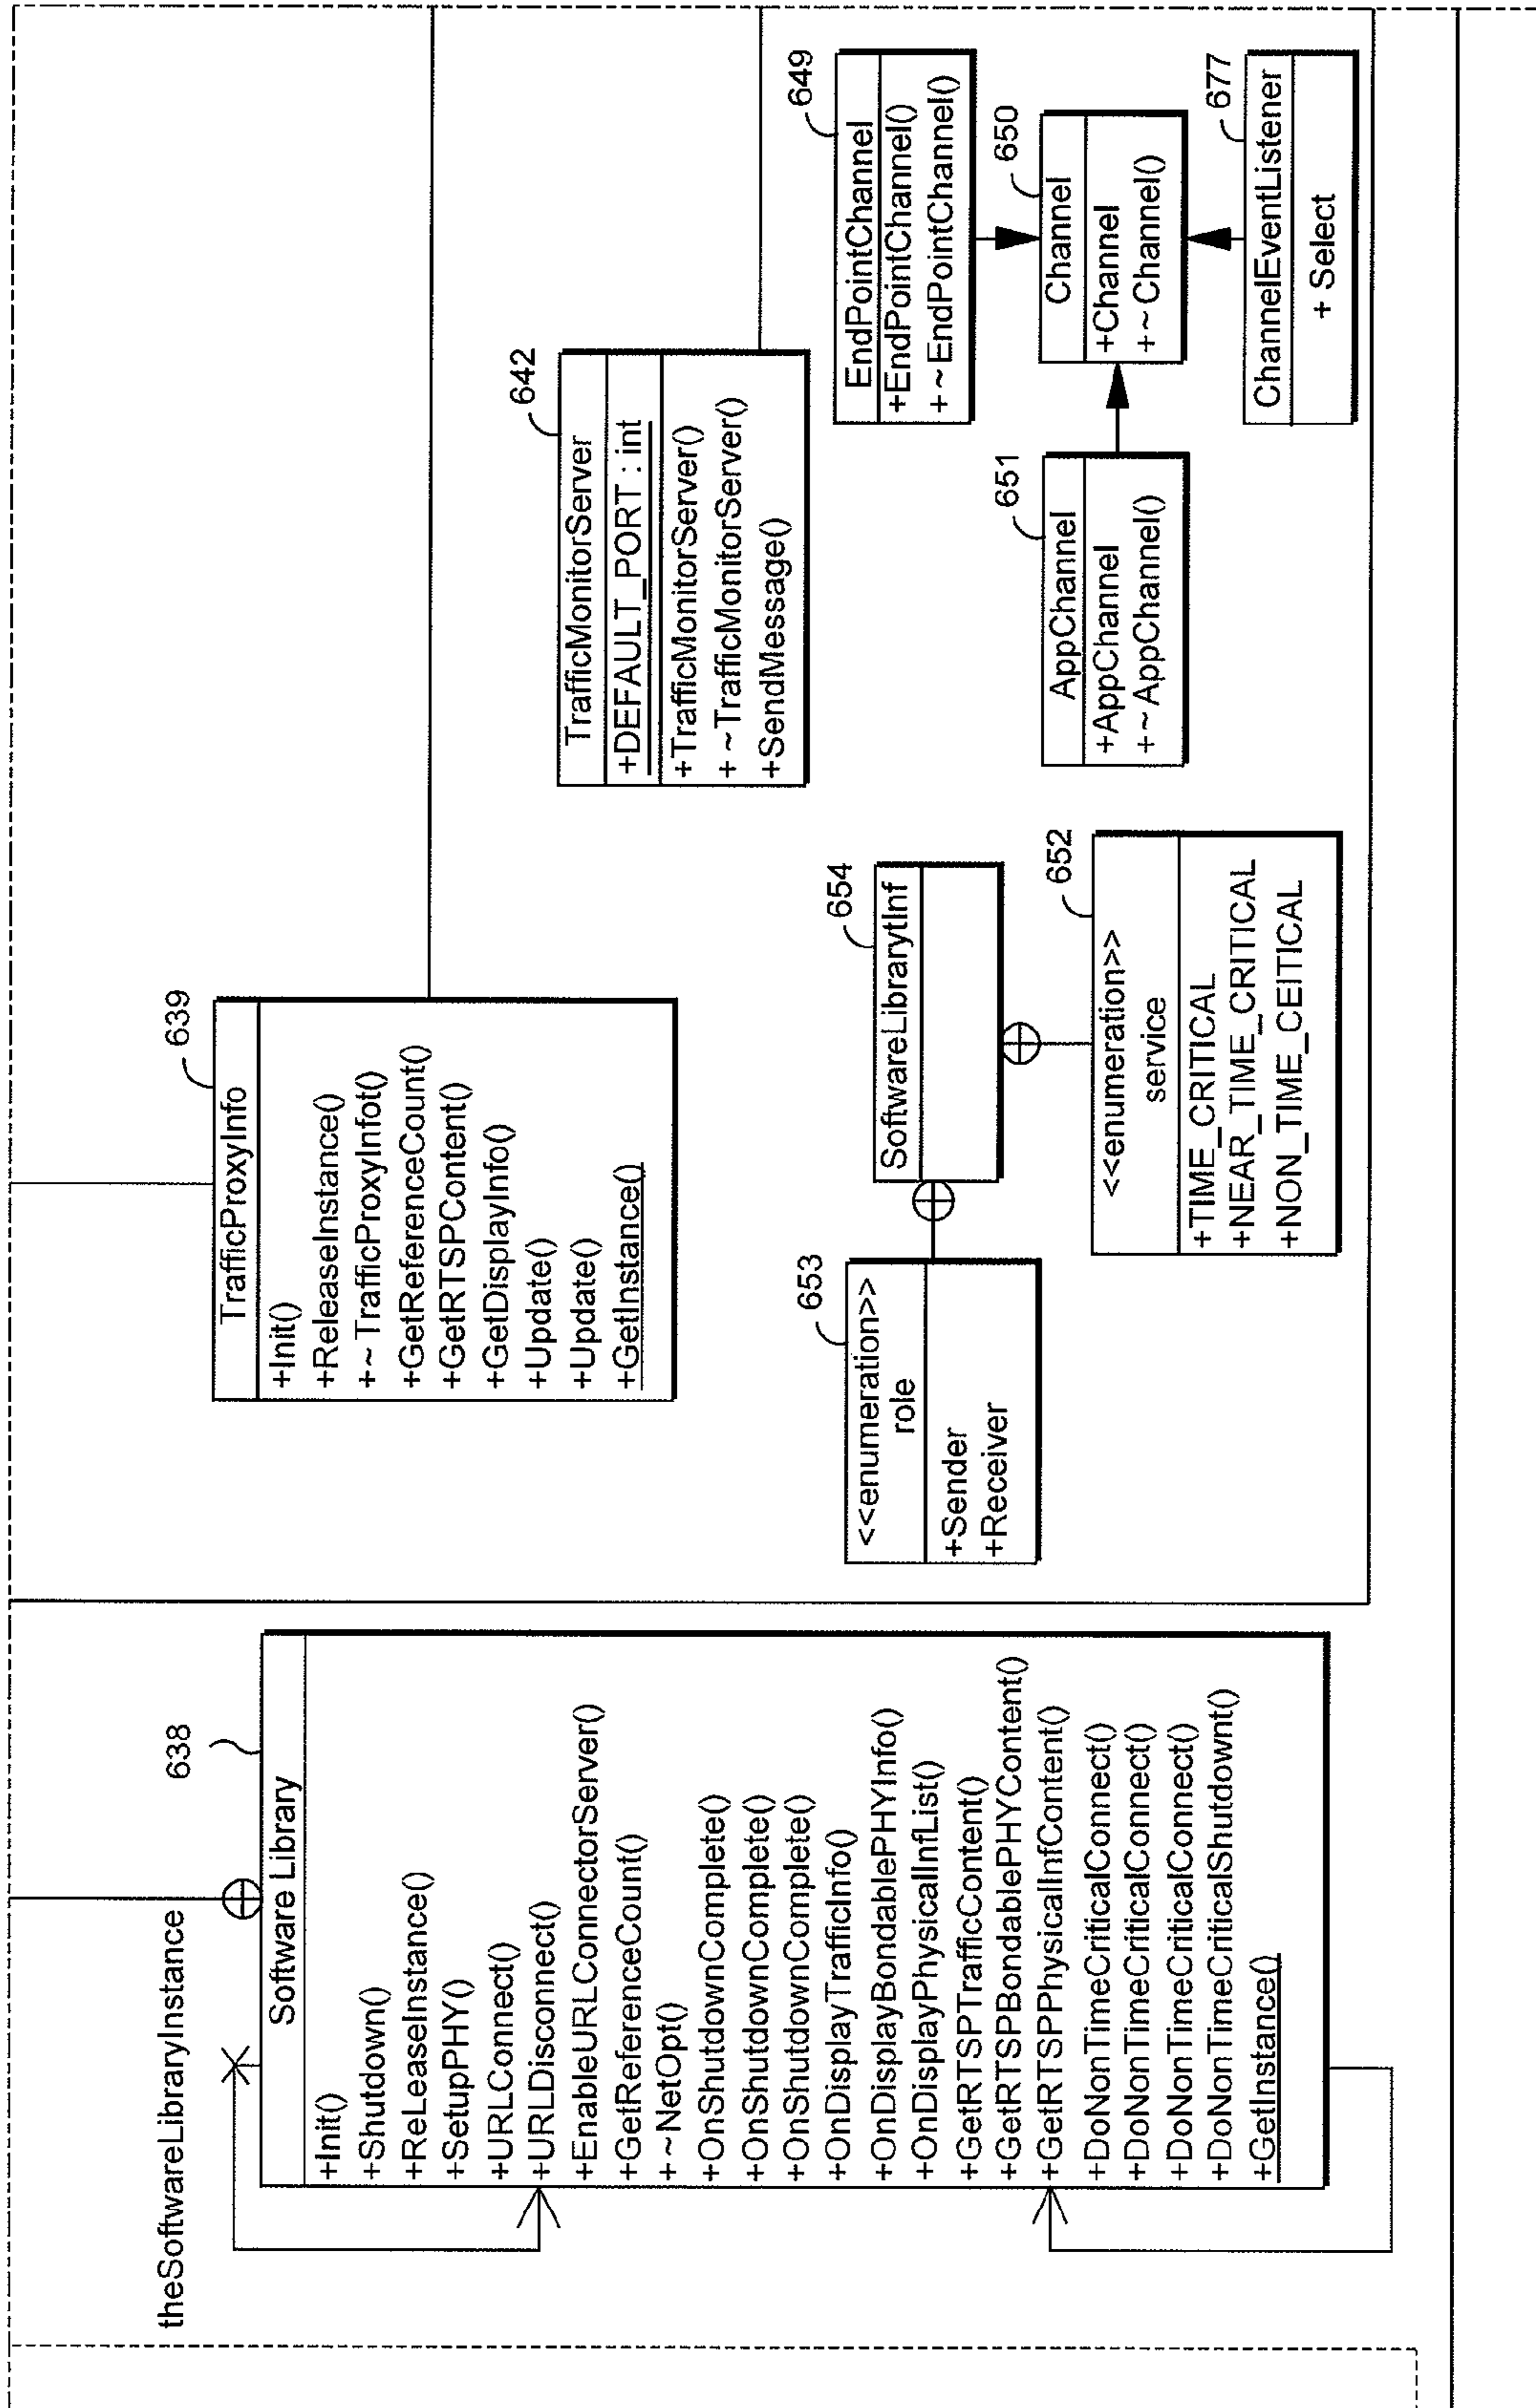 theSoftwareLibraryInstance
638
Software Library
+Init()
+Shutdown()
+ReLeaseInstance()
+SetupPHY()
+URLConnect()
+URLDisconnect()
+EnableURLConnectorServer()
+GetReferenceCount()
+~NetOpt()
+OnShutdownComplete()
+OnShutdownComplete()
+OnShutdownComplete()
+OnDisplayTrafficInfo()
+OnDisplayBondablePHYInfo()
+OnDisplayPhysicalInfList()
+GetRTSPTrafficContent()
+GetRTSPBondablePHYContent()
+GetRTSPPhysicalInfContent()
+DoNonTimeCriticalConnect()
+DoNonTimeCriticalConnect()
+DoNonTimeCriticalConnect()
+DoNonTimeCriticalShutdownt()
+GetInstance()
639
TrafficProxyInfo
+Init()
+ReleaseInstance()
+~TrafficProxyInfot()
+GetReferenceCount()
+GetRTSPContent()
+GetDisplayInfo()
+Update()
+Update()
+GetInstance()
642
TrafficMonitorServer
+DEFAULT_PORT : int
+TrafficMonitorServer()
+~TrafficMonitorServer()
+SendMessage()
653
<<enumeration>>
role
+Sender
+Receiver
654
SoftwareLibrarytInf
652
<<enumeration>>
service
+TIME_CRITICAL
+NEAR_TIME_CRITICAL
+NON_TIME_CEITICAL
649
EndPointChannel
+EndPointChannel()
+~EndPointChannel()
651
AppChannel
+AppChannel
+~AppChannel()
650
Channel
+Channel
+~Channel()
677
ChannelEventListener
+ Select